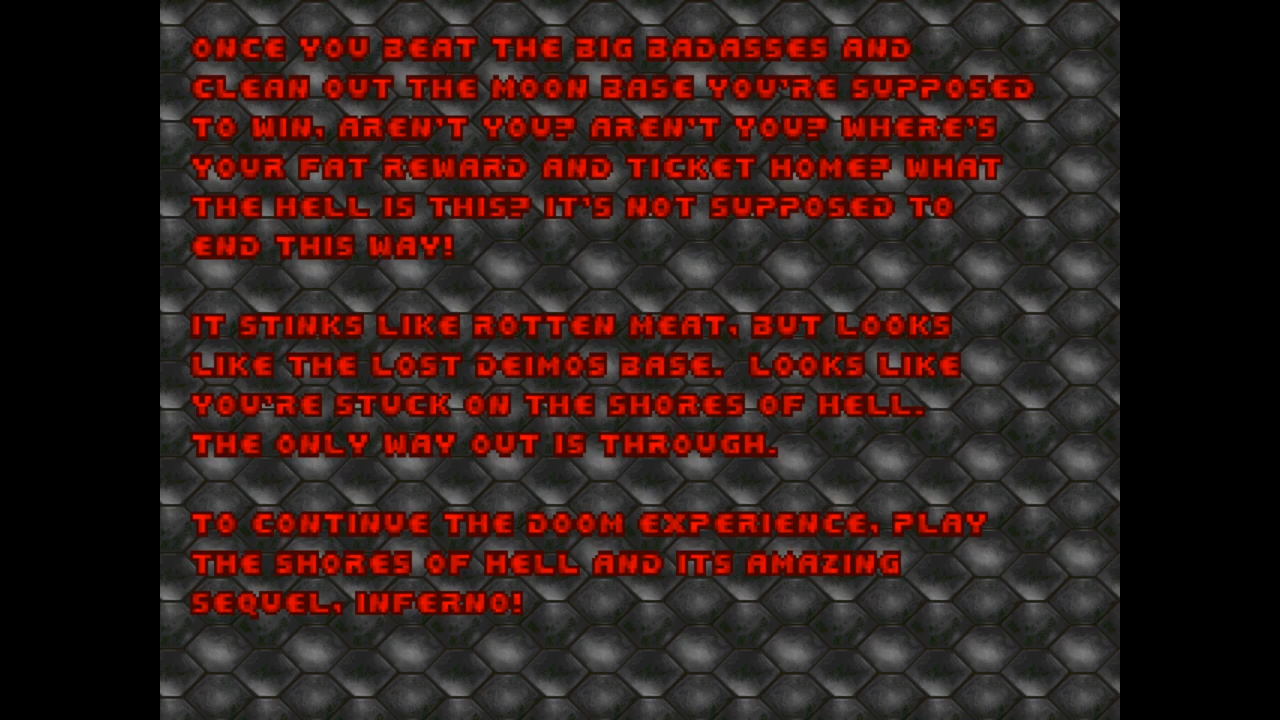 ONCE YOU BEAT THE BIG BADASSES AND
CLEAN OUT THE MOON BASE YOU'RE SUPPOSED
TO WIN, AREN'T YOU? AREN'T YOU? WHERE'S
YOUR FAT REWARD AND TICKET HOME? WHAT
THE HELL IS THIS? IT'S NOT SUPPOSED TO
END THIS WAY!
IT STINKS LIKE ROTTEN MEAT, BUT LOOKS
LIKE THE LOST DEIMOS BASE.  LOOKS LIKE
YOU'RE STUCK ON THE SHORES OF HELL.
THE ONLY WAY OUT IS THROUGH.
TO CONTINUE THE DOOM EXPERIENCE, PLAY
THE SHORES OF HELL AND ITS AMAZING
SEQUEL, INFERNO!